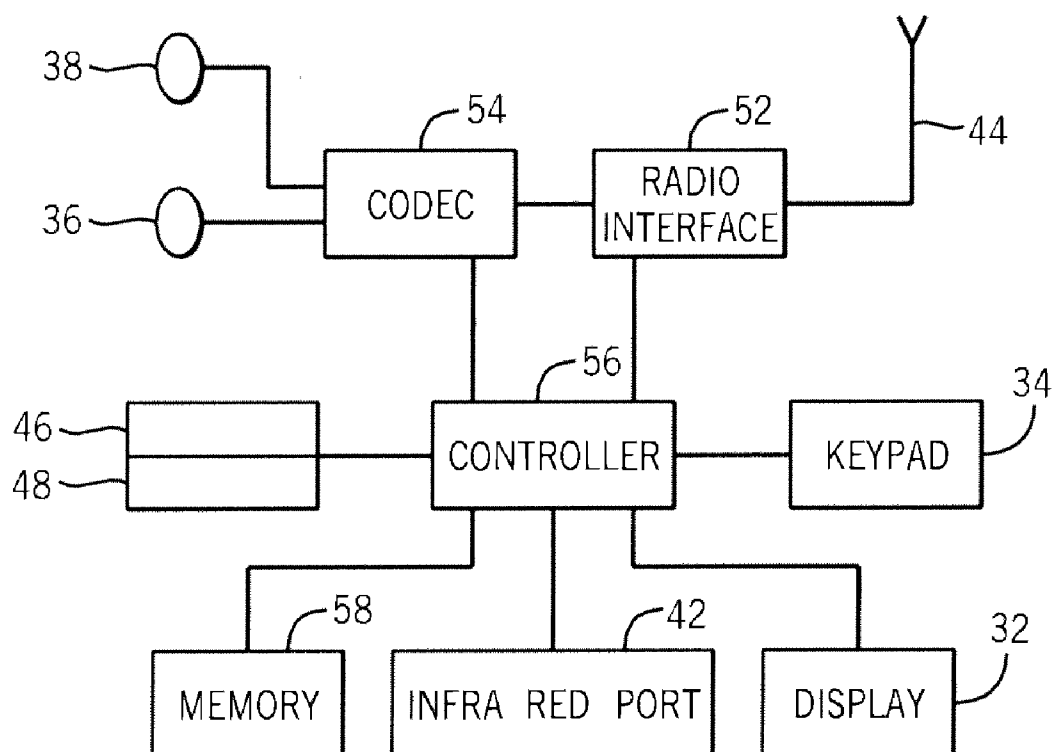 38
54
52
44
CODEC
RADIO
INTERFACE
36
56
34
46
48
CONTROLLER
KEYPAD
58
42
32
MEMORY
INFRA RED PORT
DISPLAY